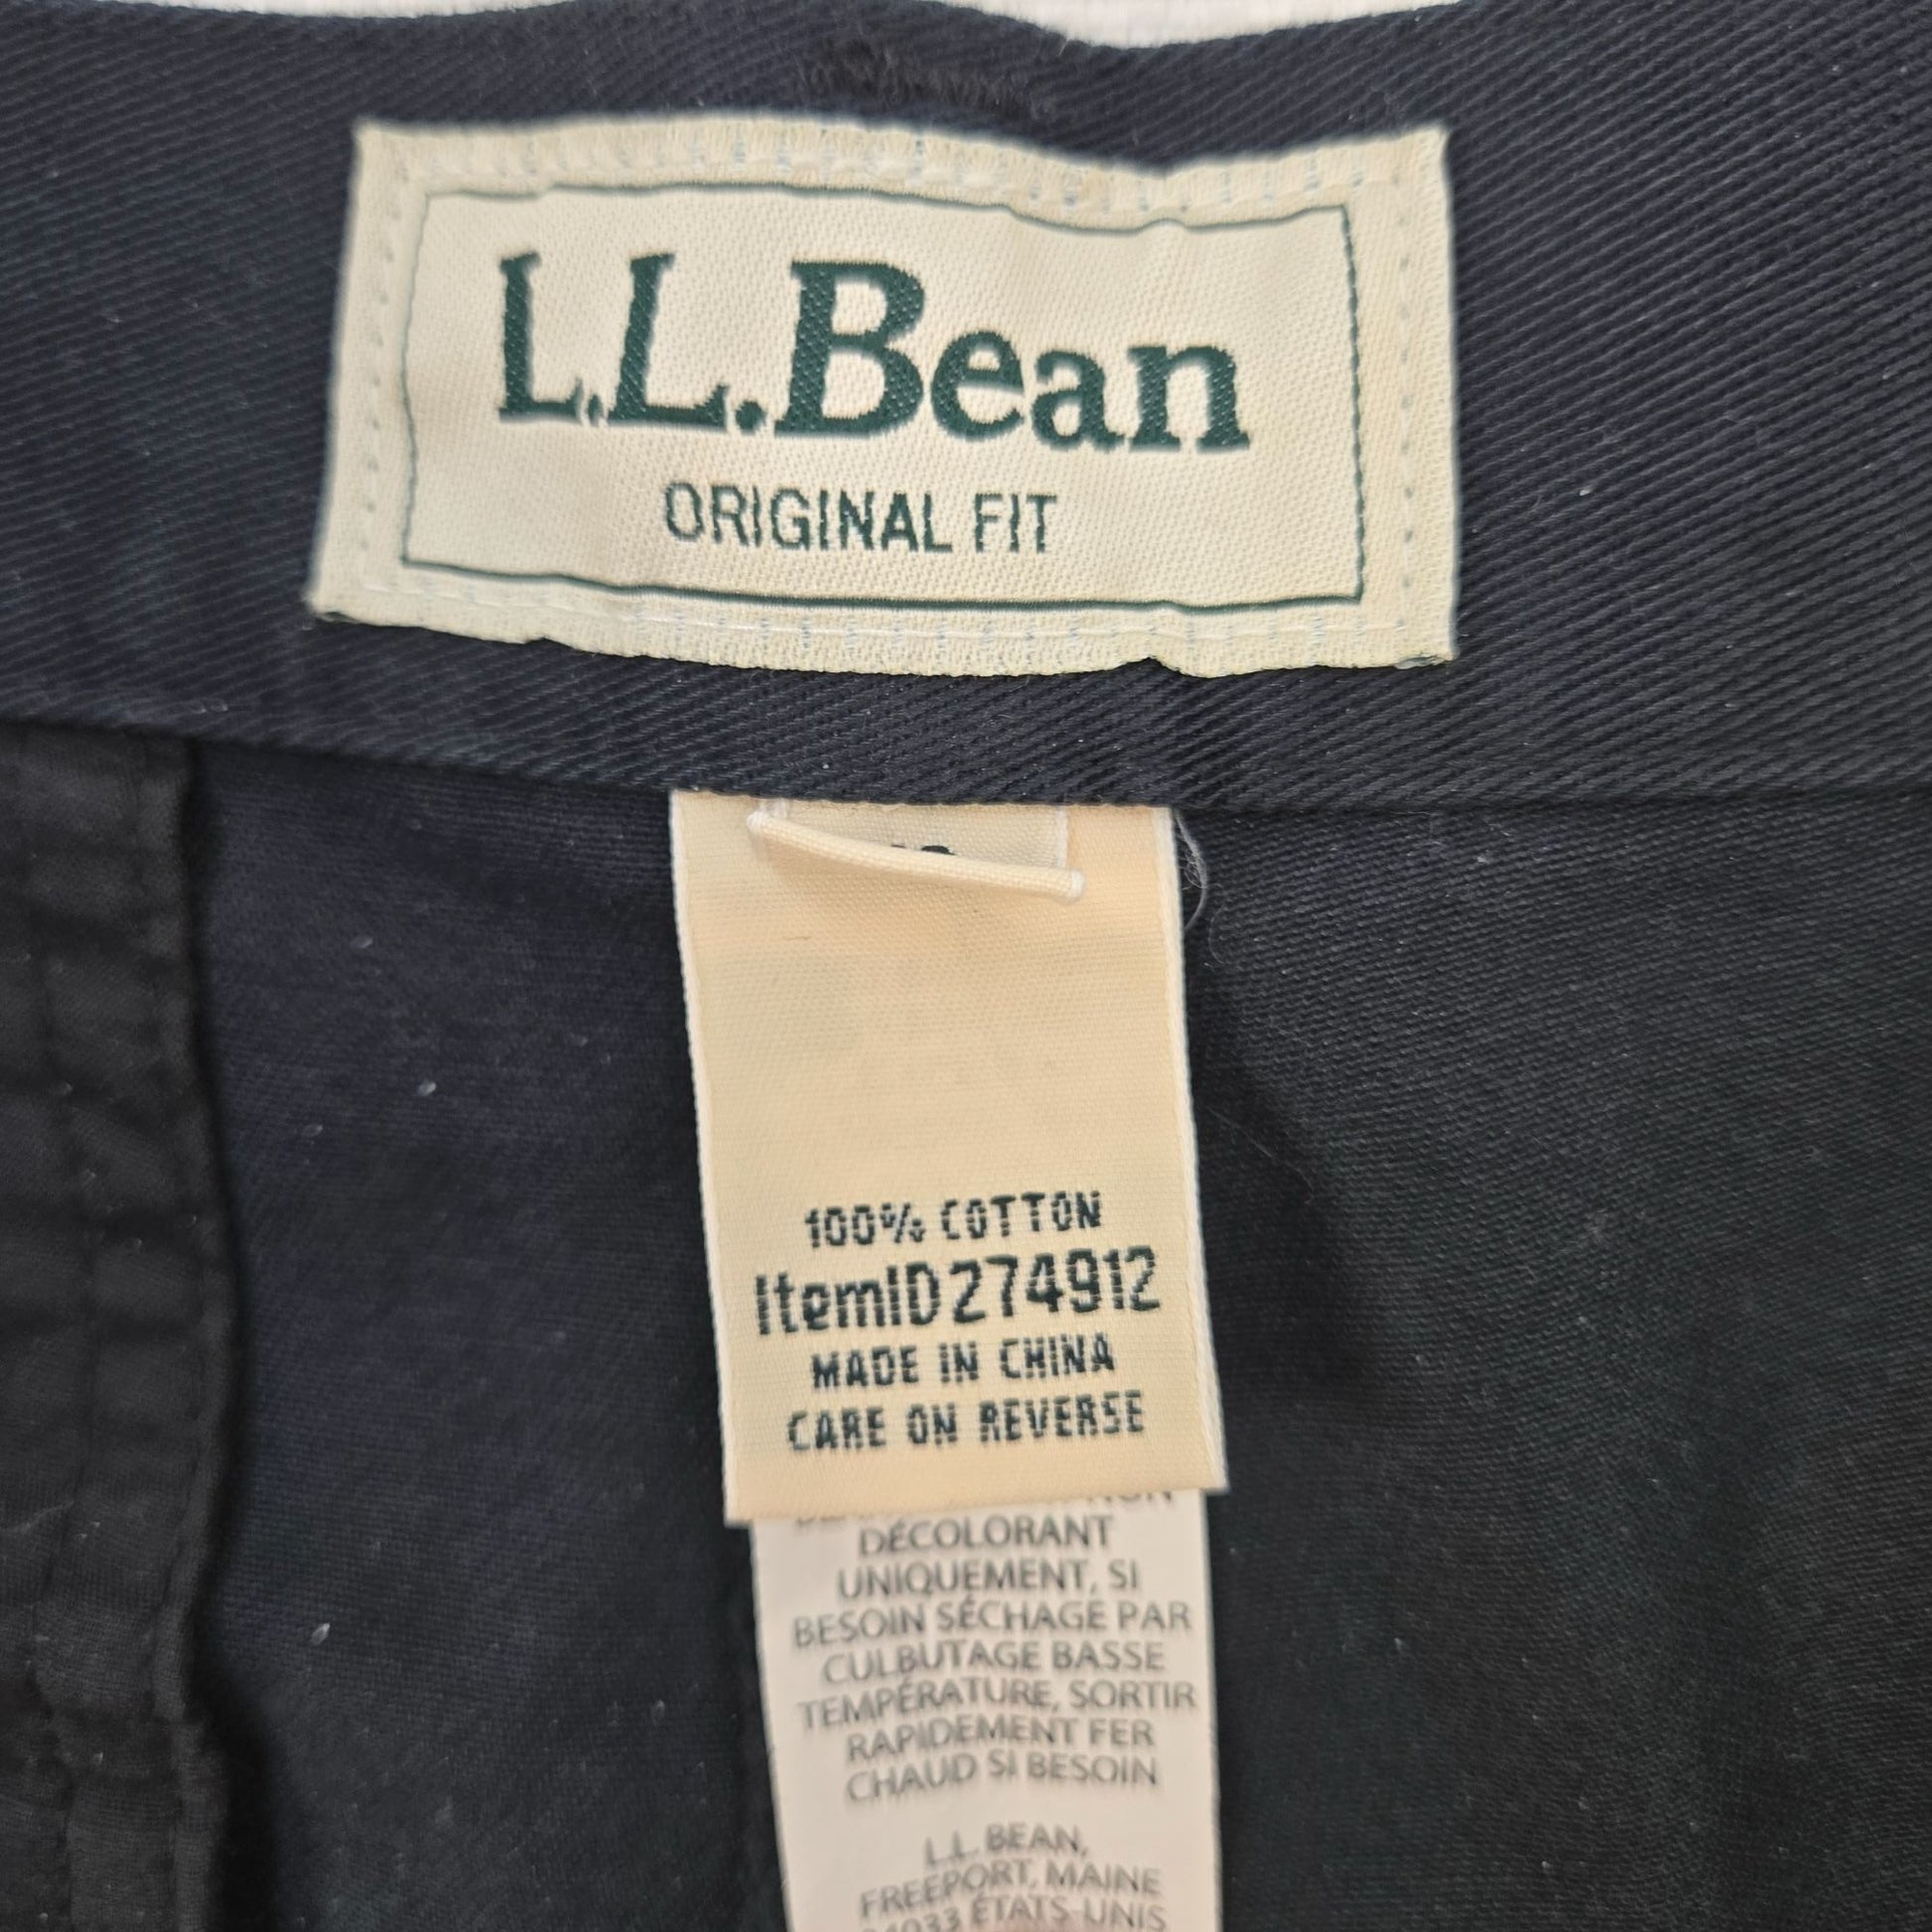 L.L.Bean
ORIGINAL FIT
100% COTTON
ItemID274912
MADE IN CHINA
CARE ON REVERSE
DÉCOLORANT
UNIQUEMENT, SI
BESOIN SÉCHAGE PAR
CULBUTAGE BASSE
TEMPÉRATURE, SORTIR
RAPIDEMENT FER
CHAUD SI BESOIN
L.L. BEAN,
FREEPORT, MAINE
04033 ÉTATS-UNIS